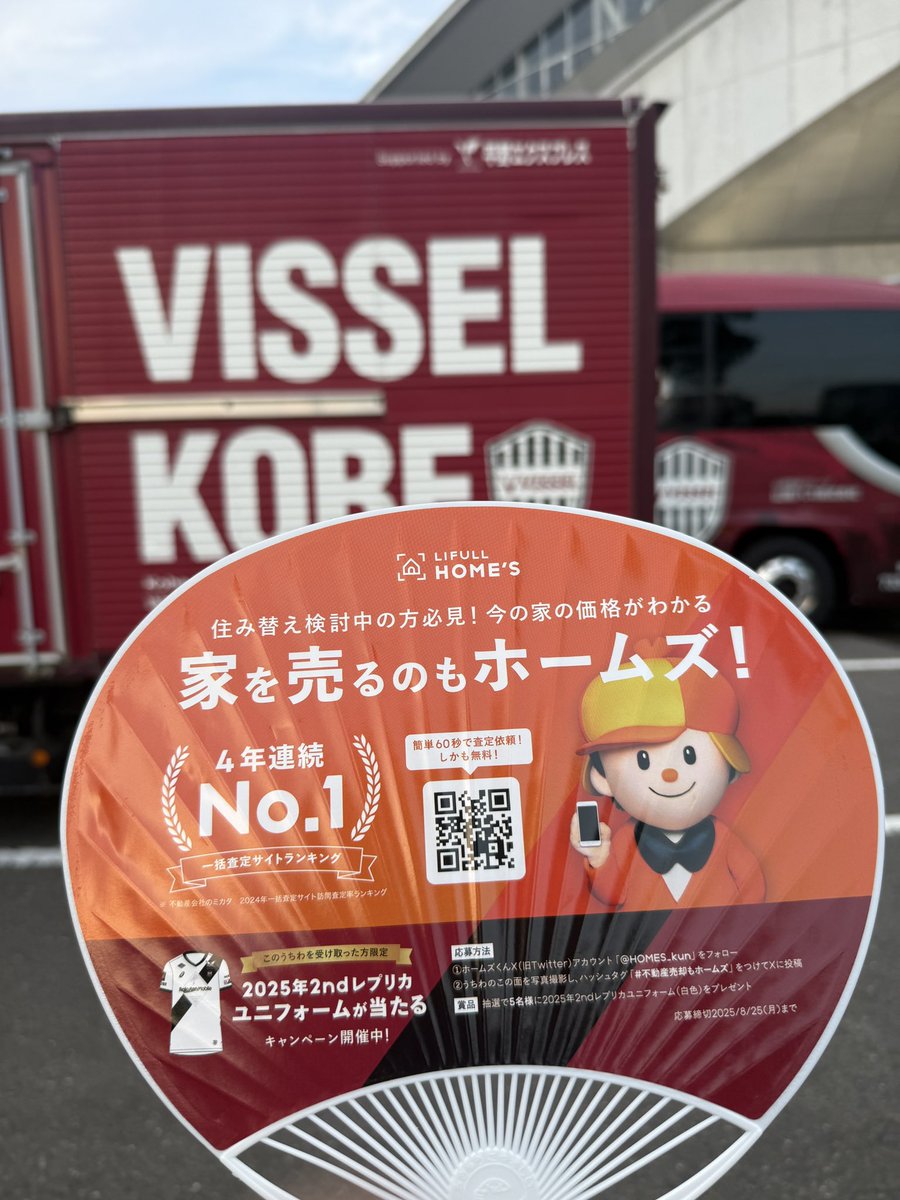 Supported by
VISSEL
KOBE
VISSEL
LIFULL
HOME'S
住み替え検討中の方必見！今の家の価格がわかる
家を売るのもホームズ！
4年連続
No.1
一括査定サイトランキング
※ 不動産会社のミカタ 2024年一括査定サイト訪問査定率ランキング
簡単60秒で査定依頼！
しかも無料！
このうちわを受け取った方限定
2025年2ndレプリカ
ユニフォームが当たる
キャンペーン開催中！
Rakuten Mobile
応募方法
①ホームズくんX(旧Twitter)アカウント「@HOMES_kun」をフォロー
②うちわのこの面を写真撮影し、ハッシュタグ「#不動産売却もホームズ」をつけてXに投稿
賞品 抽選で5名様に2025年2ndレプリカユニフォーム(白色)をプレゼント
応募締切2025/8/25(月)まで